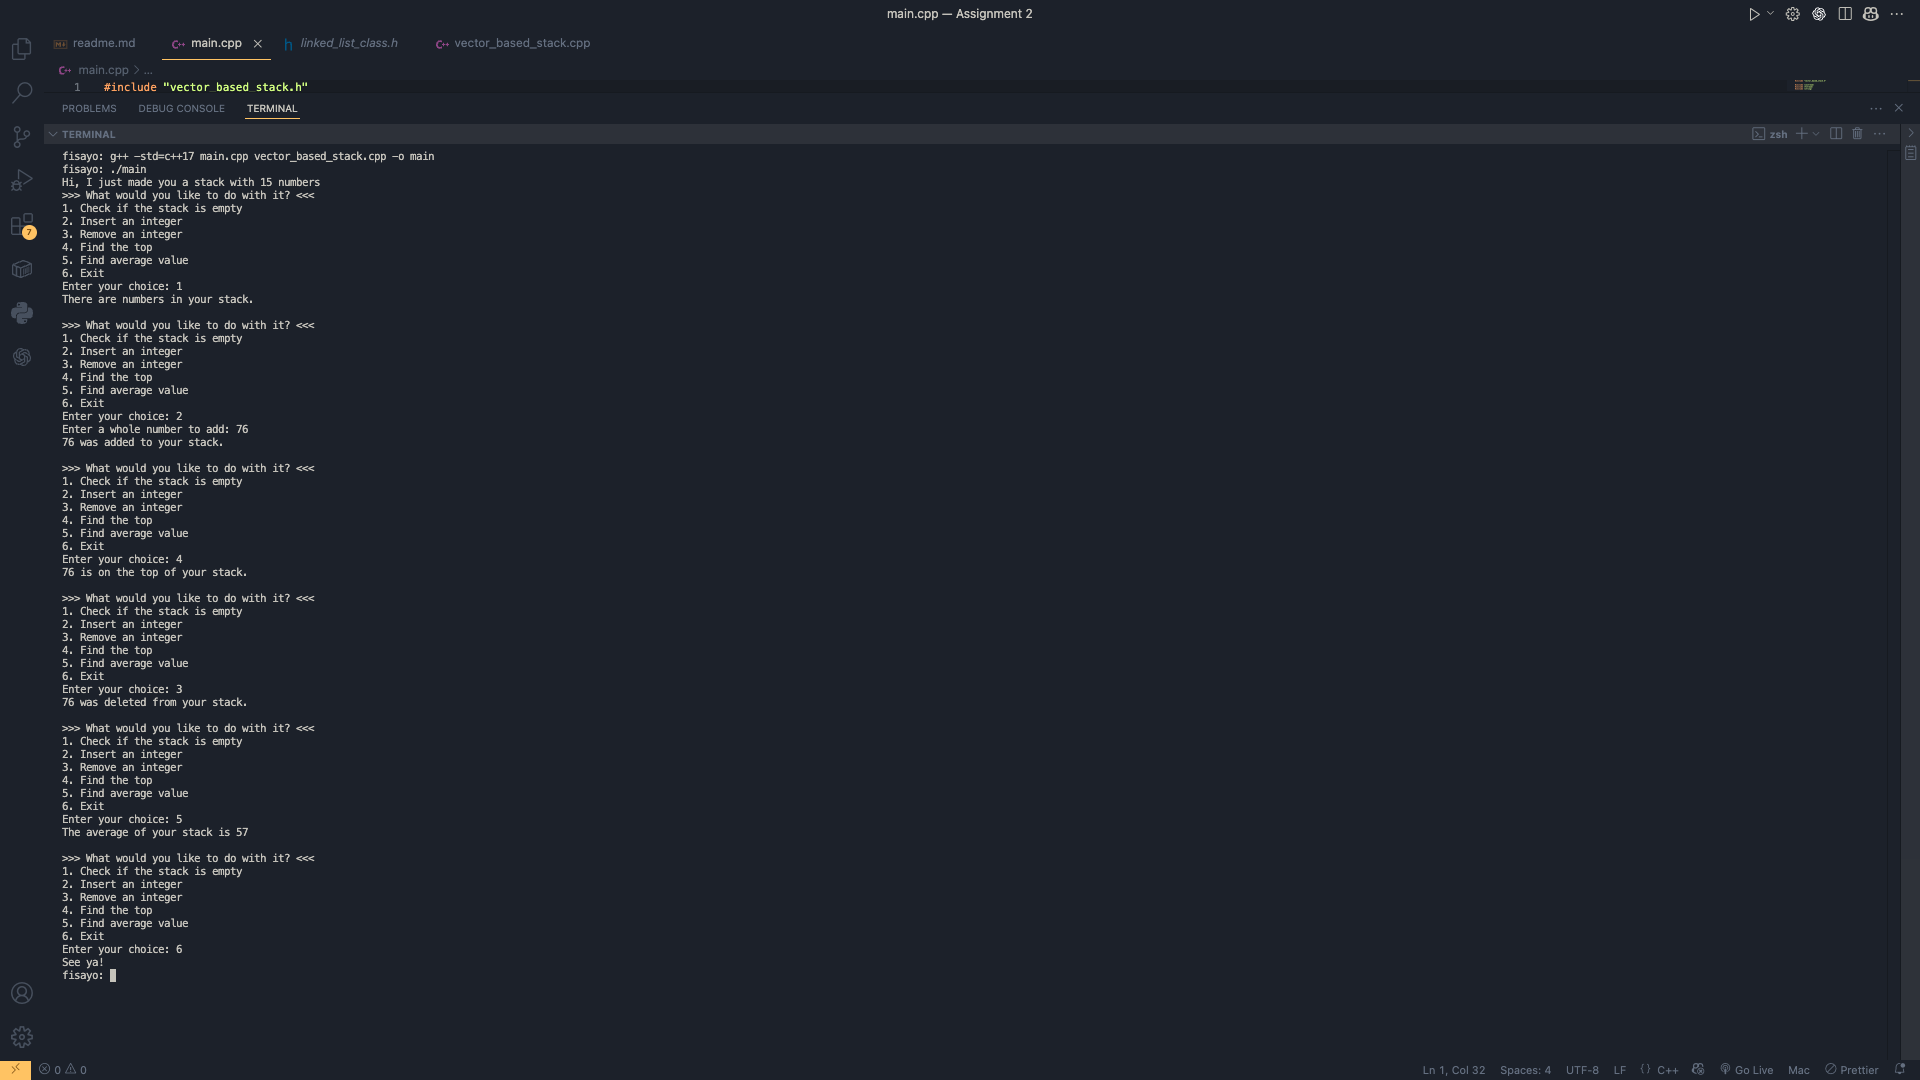 main.cpp — Assignment 2
readme.md
main.cpp
linked_list_class.h
vector_based_stack.cpp
main.cpp > ...
1 #include "vector_based_stack.h"
PROBLEMS DEBUG CONSOLE TERMINAL
TERMINAL
zsh
fisayo: g++ -std=c++17 main.cpp vector_based_stack.cpp -o main
fisayo: ./main
Hi, I just made you a stack with 15 numbers
>>> What would you like to do with it? <<<
1. Check if the stack is empty
2. Insert an integer
3. Remove an integer
4. Find the top
5. Find average value
6. Exit
Enter your choice: 1
There are numbers in your stack.
>>> What would you like to do with it? <<<
1. Check if the stack is empty
2. Insert an integer
3. Remove an integer
4. Find the top
5. Find average value
6. Exit
Enter your choice: 2
Enter a whole number to add: 76
76 was added to your stack.
>>> What would you like to do with it? <<<
1. Check if the stack is empty
2. Insert an integer
3. Remove an integer
4. Find the top
5. Find average value
6. Exit
Enter your choice: 4
76 is on the top of your stack.
>>> What would you like to do with it? <<<
1. Check if the stack is empty
2. Insert an integer
3. Remove an integer
4. Find the top
5. Find average value
6. Exit
Enter your choice: 3
76 was deleted from your stack.
>>> What would you like to do with it? <<<
1. Check if the stack is empty
2. Insert an integer
3. Remove an integer
4. Find the top
5. Find average value
6. Exit
Enter your choice: 5
The average of your stack is 57
>>> What would you like to do with it? <<<
1. Check if the stack is empty
2. Insert an integer
3. Remove an integer
4. Find the top
5. Find average value
6. Exit
Enter your choice: 6
See ya!
fisayo:
7
0 0
Ln 1, Col 32 Spaces: 4 UTF-8 LF {} C++ Go Live Mac Prettier